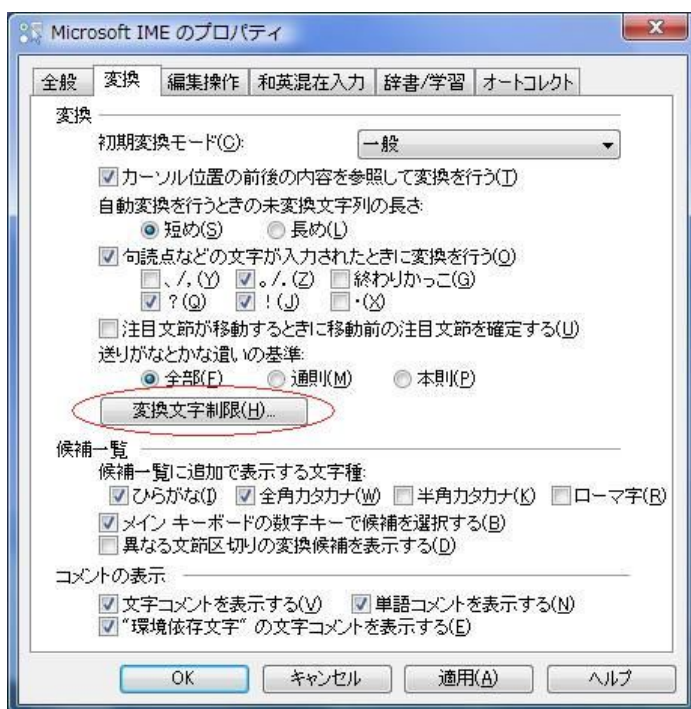 Microsoft IME のプロパティ
全般 変換 編集操作 和英混在入力 辞書/学習 オートコレクト
変換
初期変換モード(C): 一般
カーソル位置の前後の内容を参照して変換を行う(T)
自動変換を行うときの未変換文字列の長さ:
短め(S) 長め(L)
句読点などの文字が入力されたときに変換を行う(O)
、/,(Y) 。/.(Z) 終わりかっこ(G)
?(Q) !(J) ・(X)
注目文節が移動するときに移動前の注目文節を確定する(U)
送りがなとかな遣いの基準:
全部(F) 通則(M) 本則(P)
変換文字制限(H)...
候補一覧
候補一覧に追加で表示する文字種:
ひらがな(I) 全角カタカナ(W) 半角カタカナ(K) ローマ字(R)
メイン キーボードの数字キーで候補を選択する(B)
異なる文節区切りの変換候補を表示する(D)
コメントの表示
文字コメントを表示する(V) 単語コメントを表示する(N)
"環境依存文字" の文字コメントを表示する(E)
OK キャンセル 適用(A) ヘルプ